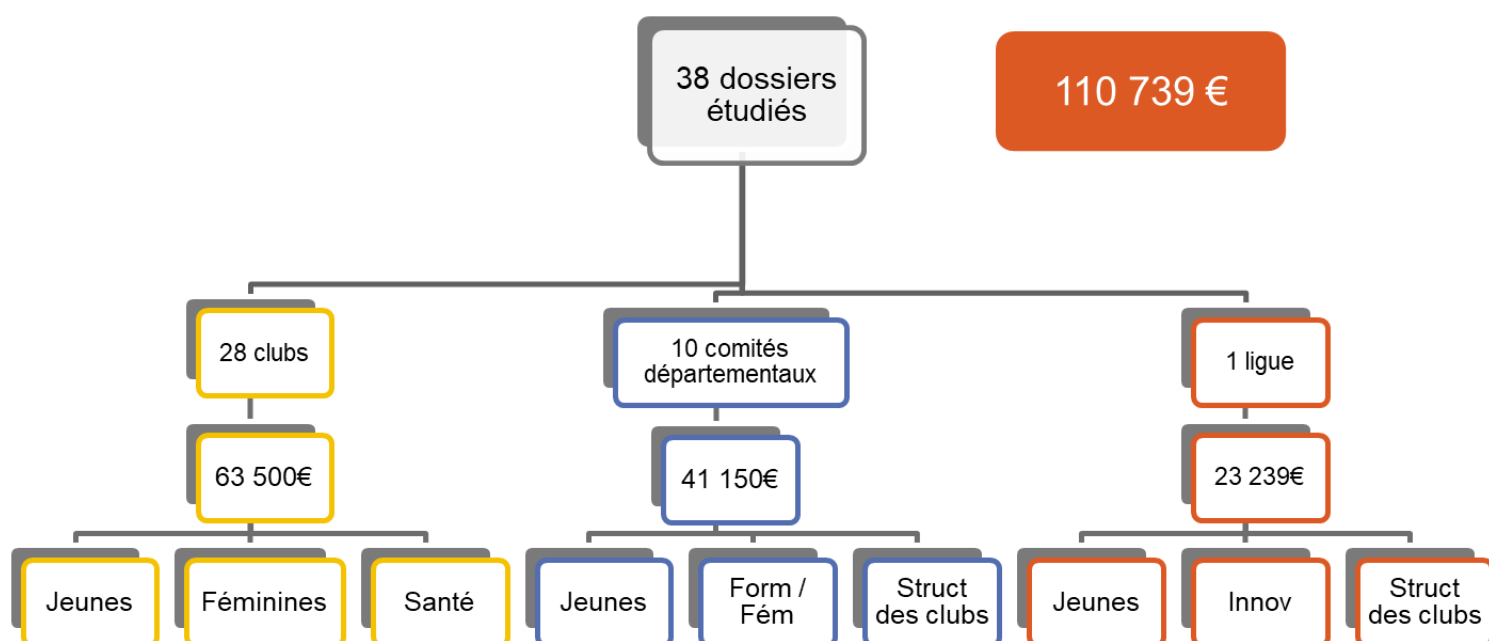 38 dossiers
étudiés
110 739 €
28 clubs
10 comités
départementaux
1 ligue
63 500€
41 150€
23 239€
Jeunes
Féminines
Santé
Jeunes
Form /
Fém
Struct
des clubs
Jeunes
Innov
Struct
des clubs